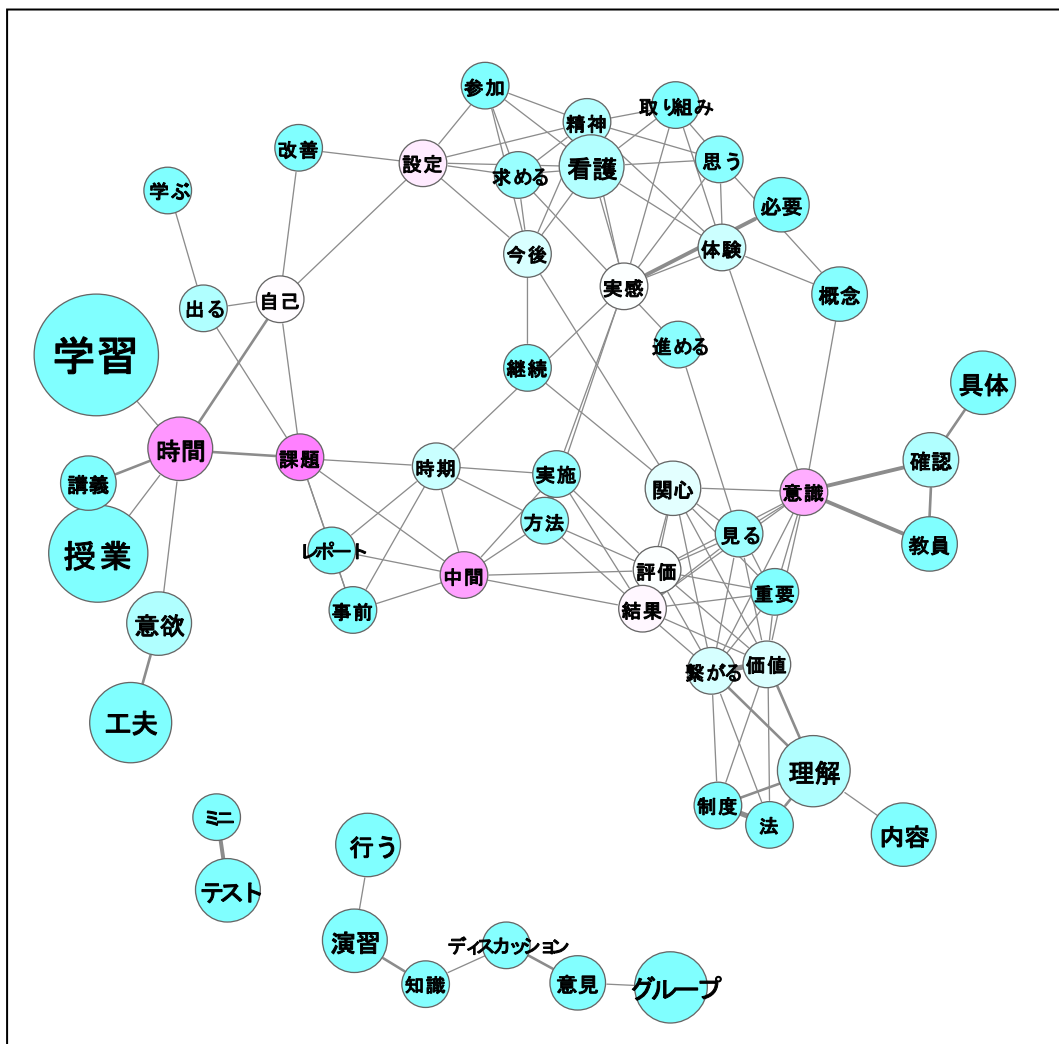 参加
取り組み
精神
改善
設定
求める
看護
思う
学ぶ
必要
今後
体験
出る
自己
実感
概念
学習
継続
進める
具体
時間
課題
時期
実施
関心
意識
確認
講義
授業
レポート
方法
見る
教員
中間
評価
重要
事前
結果
意欲
繋がる
価値
工夫
理解
制度
法
内容
ミニ
行う
テスト
演習
ディスカッション
知識
意見
グループ